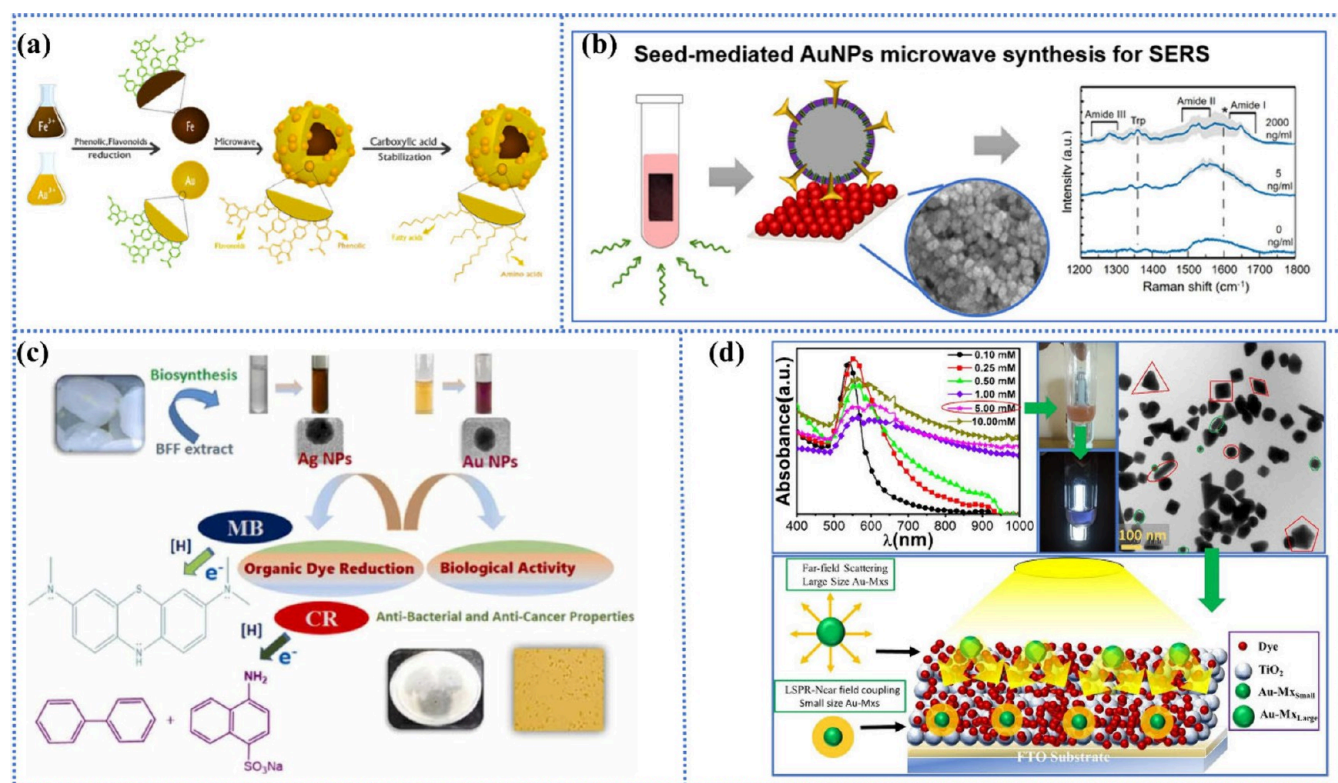 (a)
Fe3+
Au3+
Phenolic,Flavonoids
reduction
Fe
Au
Microwave
Carboxylic acid
Stabilization
Flavonoids
Phenolic
Fatty acids
Amino acids
(b)
Seed-mediated AuNPs microwave synthesis for SERS
Amide III
Trp
Amide II
*
Amide I
2000
ng/ml
5
ng/ml
0
ng/ml
Intensity (a.u.)
1200 1300 1400 1500 1600 1700 1800
Raman shift (cm-1)
(c)
Biosynthesis
BFF extract
Ag NPs
Au NPs
MB
[H]
e-
Organic Dye Reduction
Biological Activity
CR
Anti-Bacterial and Anti-Cancer Properties
[H]
e-
N
S
N
N
H
NH2
+
SO3Na
(d)
Absobance(a.u.)
0.10 mM
0.25 mM
0.50 mM
1.00 mM
5.00 mM
10.00mM
400 500 600 700 800 900 1000
λ(nm)
100 nm
Far-field Scattering
Large Size Au-Mxs
LSPR-Near field coupling
Small size Au-Mxs
Dye
TiO2
Au-MxSmall
Au-MxLarge
FTO Substrate